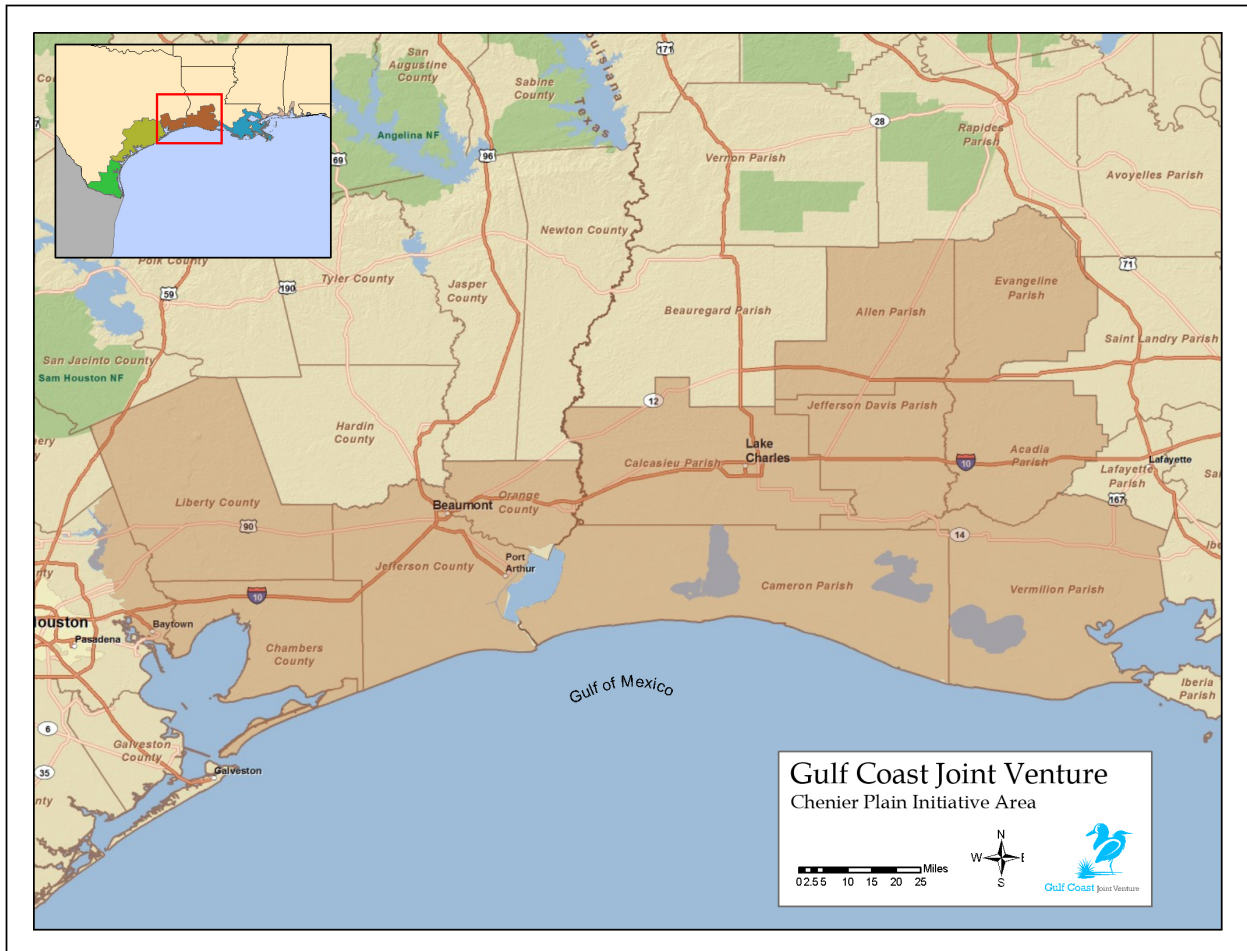 171
San
Augustine
County
Sabine
County
Louisiana
Texas
28
Rapides
Parish
Angelina NF
96
69
Vernon Parish
Avoyelles Parish
Newton County
Polk County
Tyler County
190
59
Jasper
County
71
Evangeline
Parish
Beauregard Parish
Allen Parish
Saint Landry Parish
San Jacinto County
Sam Houston NF
12
Jefferson Davis Parish
Hardin
County
Lake
Charles
Calcasieu Parish
10
Acadia
Parish
Lafayette
Lafayette
Parish
167
Liberty County
Beaumont
Orange
County
90
14
Port
Arthur
Jefferson County
Cameron Parish
Vermilion Parish
10
Houston
Pasadena
Baytown
Chambers
County
Gulf of Mexico
Iberia
Parish
6
Galveston
County
35
Galveston
Gulf Coast Joint Venture
Chenier Plain Initiative Area
N
W E
S
Miles
0 2.5 5 10 15 20 25
Gulf Coast Joint Venture